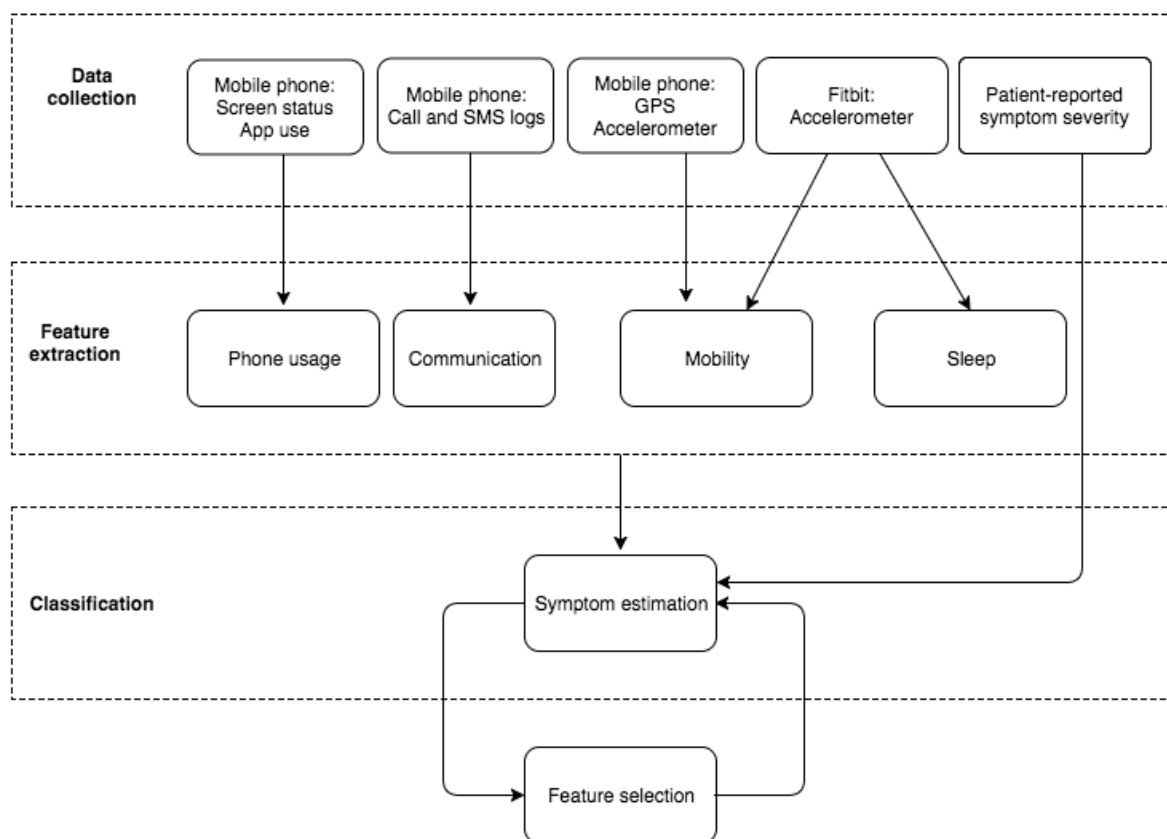 Data
collection
Mobile phone:
Screen status
App use
Mobile phone:
Call and SMS logs
Mobile phone:
GPS
Accelerometer
Fitbit:
Accelerometer
Patient-reported
symptom severity
Feature
extraction
Phone usage
Communication
Mobility
Sleep
Classification
Symptom estimation
Feature selection